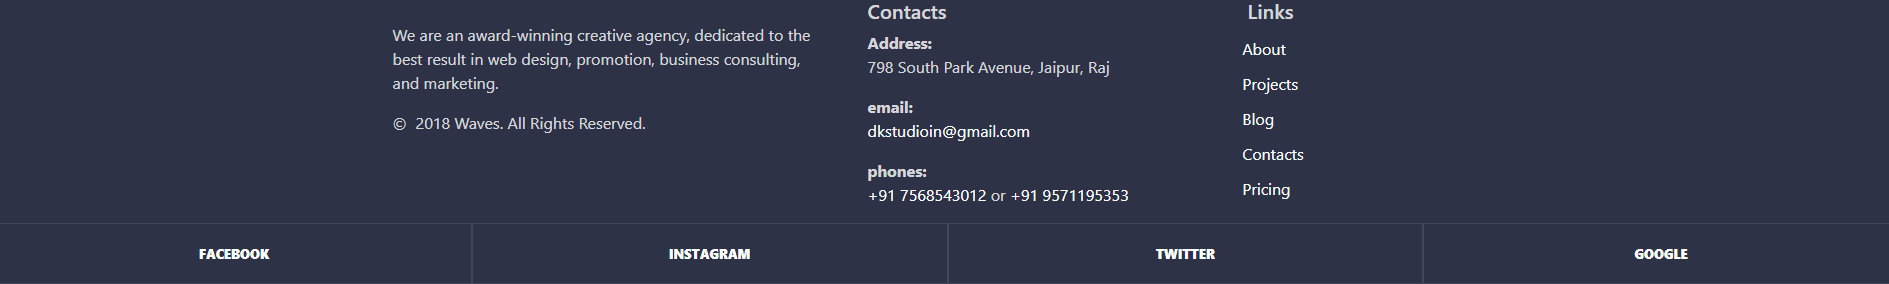 We are an award-winning creative agency, dedicated to the
best result in web design, promotion, business consulting,
and marketing.
© 2018 Waves. All Rights Reserved.
Contacts
Address:
798 South Park Avenue, Jaipur, Raj
email:
dkstudioin@gmail.com
phones:
+91 7568543012 or +91 9571195353
Links
About
Projects
Blog
Contacts
Pricing
FACEBOOK
INSTAGRAM
TWITTER
GOOGLE